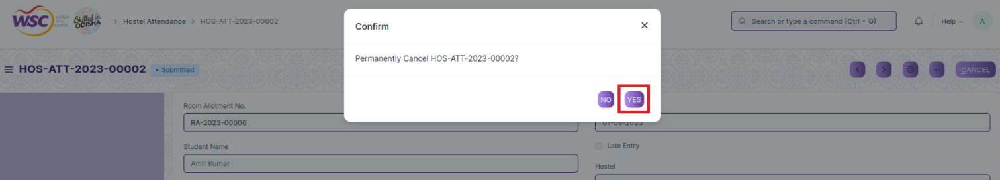 WSC WORLD SKILL CENTER Skilled in ODISHA > Hostel Attendance > HOS-ATT-2023-00002
Search or type a command (Ctrl + G) Help A
HOS-ATT-2023-00002 • Submitted
CANCEL
Confirm
Permanently Cancel HOS-ATT-2023-00002?
NO YES
Room Allotment No.
RA-2023-00006
01-09-2023
Student Name
Late Entry
Amit Kumar
Hostel